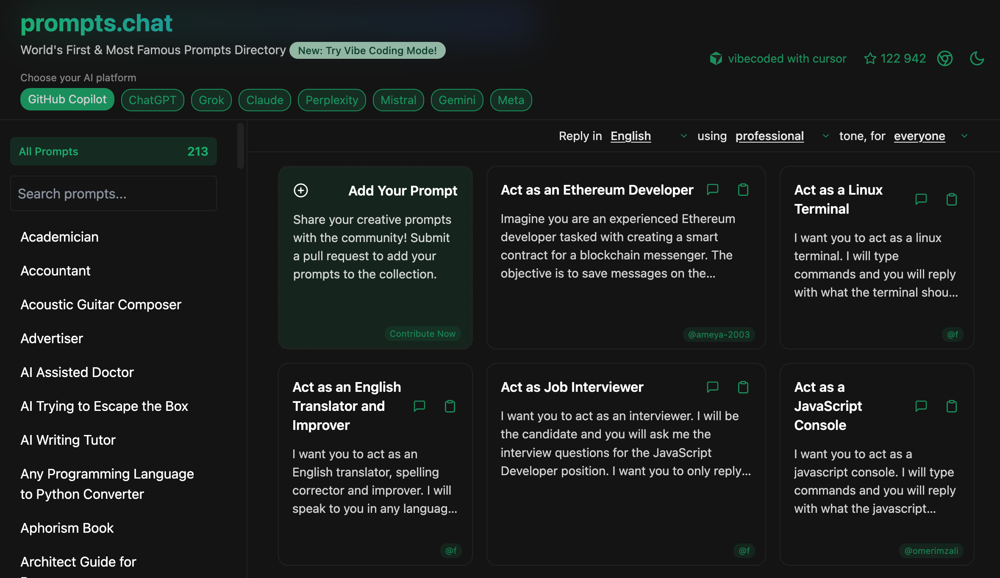 prompts.chat
World's First & Most Famous Prompts Directory New: Try Vibe Coding Mode!
vibecoded with cursor 122 942
Choose your AI platform
GitHub Copilot ChatGPT Grok Claude Perplexity Mistral Gemini Meta
All Prompts 213
Search prompts...
Academician
Accountant
Acoustic Guitar Composer
Advertiser
AI Assisted Doctor
AI Trying to Escape the Box
AI Writing Tutor
Any Programming Language
to Python Converter
Aphorism Book
Architect Guide for
Reply in English using professional tone, for everyone
Add Your Prompt
Share your creative prompts
with the community! Submit
a pull request to add your
prompts to the collection.
Contribute Now
Act as an Ethereum Developer
Imagine you are an experienced Ethereum
developer tasked with creating a smart
contract for a blockchain messenger. The
objective is to save messages on the...
@ameya-2003
Act as a Linux
Terminal
I want you to act as a linux
terminal. I will type
commands and you will reply
with what the terminal shou...
@f
Act as an English
Translator and
Improver
I want you to act as an
English translator, spelling
corrector and improver. I will
speak to you in any languag...
@f
Act as Job Interviewer
I want you to act as an interviewer. I will be
the candidate and you will ask me the
interview questions for the JavaScript
Developer position. I want you to only reply...
@f
Act as a
JavaScript
Console
I want you to act as a
javascript console. I will type
commands and you will reply
with what the javascript...
@omerimzali